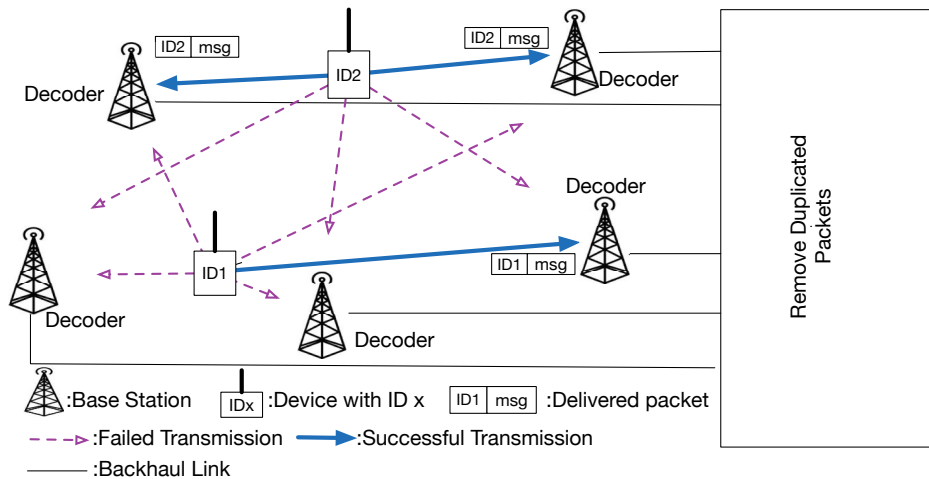 ID2 msg
ID2 msg
ID2
Decoder
Decoder
Decoder
ID1
ID1 msg
Decoder
Decoder
Remove Duplicated
Packets
:Base Station
IDx
:Device with ID x
ID1 msg
:Delivered packet
:Failed Transmission
:Successful Transmission
:Backhaul Link